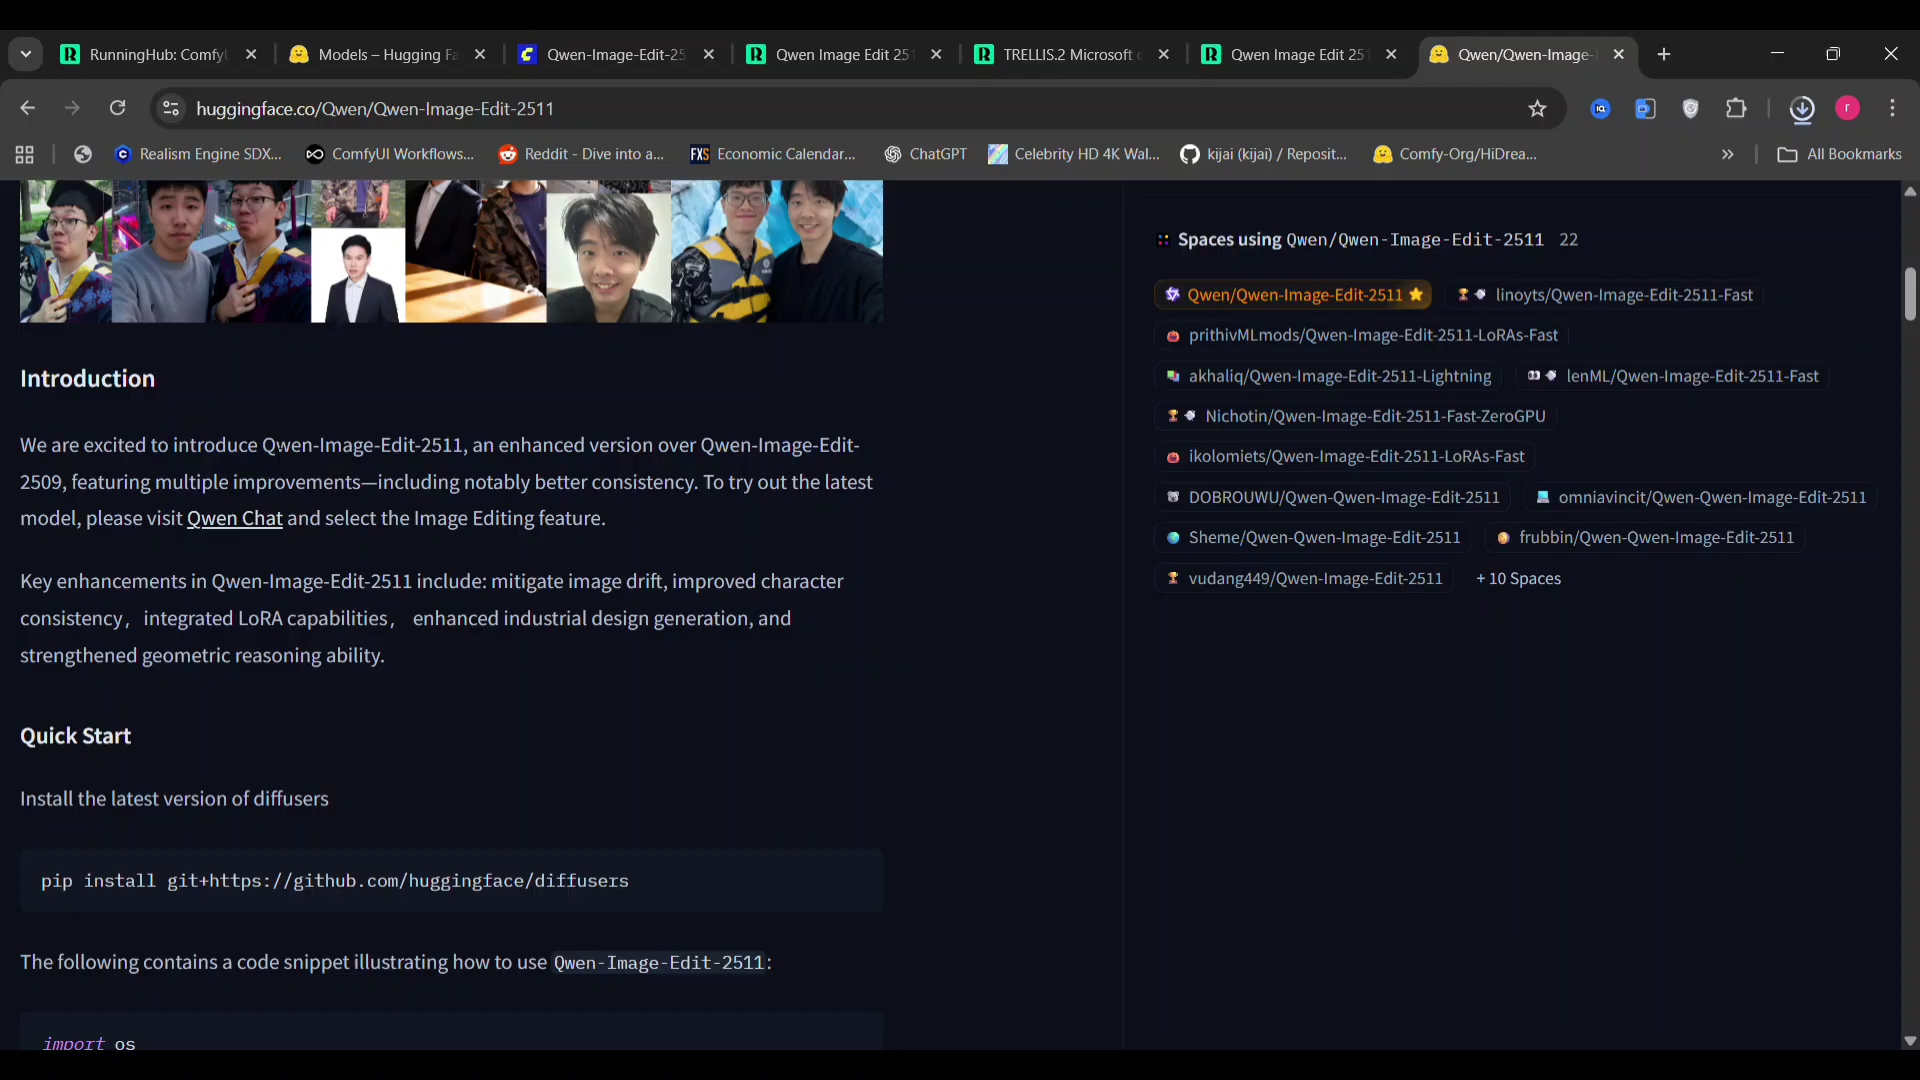 RunningHub: ComfyU
Models – Hugging Fa
Qwen-Image-Edit-25
Qwen Image Edit 251
TRELLIS.2 Microsoft c
Qwen Image Edit 251
Qwen/Qwen-Image-
huggingface.co/Qwen/Qwen-Image-Edit-2511
r
Realism Engine SDX...
ComfyUI Workflows...
Reddit - Dive into a...
FXS Economic Calendar...
ChatGPT
Celebrity HD 4K Wal...
kijai (kijai) / Reposit...
Comfy-Org/HiDrea...
All Bookmarks
Introduction
We are excited to introduce Qwen-Image-Edit-2511, an enhanced version over Qwen-Image-Edit-
2509, featuring multiple improvements—including notably better consistency. To try out the latest
model, please visit Qwen Chat and select the Image Editing feature.
Key enhancements in Qwen-Image-Edit-2511 include: mitigate image drift, improved character
consistency， integrated LoRA capabilities， enhanced industrial design generation, and
strengthened geometric reasoning ability.
Quick Start
Install the latest version of diffusers
pip install git+https://github.com/huggingface/diffusers
The following contains a code snippet illustrating how to use Qwen-Image-Edit-2511:
import os
Spaces using Qwen/Qwen-Image-Edit-2511 22
Qwen/Qwen-Image-Edit-2511
linoyts/Qwen-Image-Edit-2511-Fast
prithivMLmods/Qwen-Image-Edit-2511-LoRAs-Fast
akhaliq/Qwen-Image-Edit-2511-Lightning
lenML/Qwen-Image-Edit-2511-Fast
Nichotin/Qwen-Image-Edit-2511-Fast-ZeroGPU
ikolomiets/Qwen-Image-Edit-2511-LoRAs-Fast
DOBROUWU/Qwen-Qwen-Image-Edit-2511
omniavincit/Qwen-Qwen-Image-Edit-2511
Sheme/Qwen-Qwen-Image-Edit-2511
frubbin/Qwen-Qwen-Image-Edit-2511
vudang449/Qwen-Image-Edit-2511
+ 10 Spaces